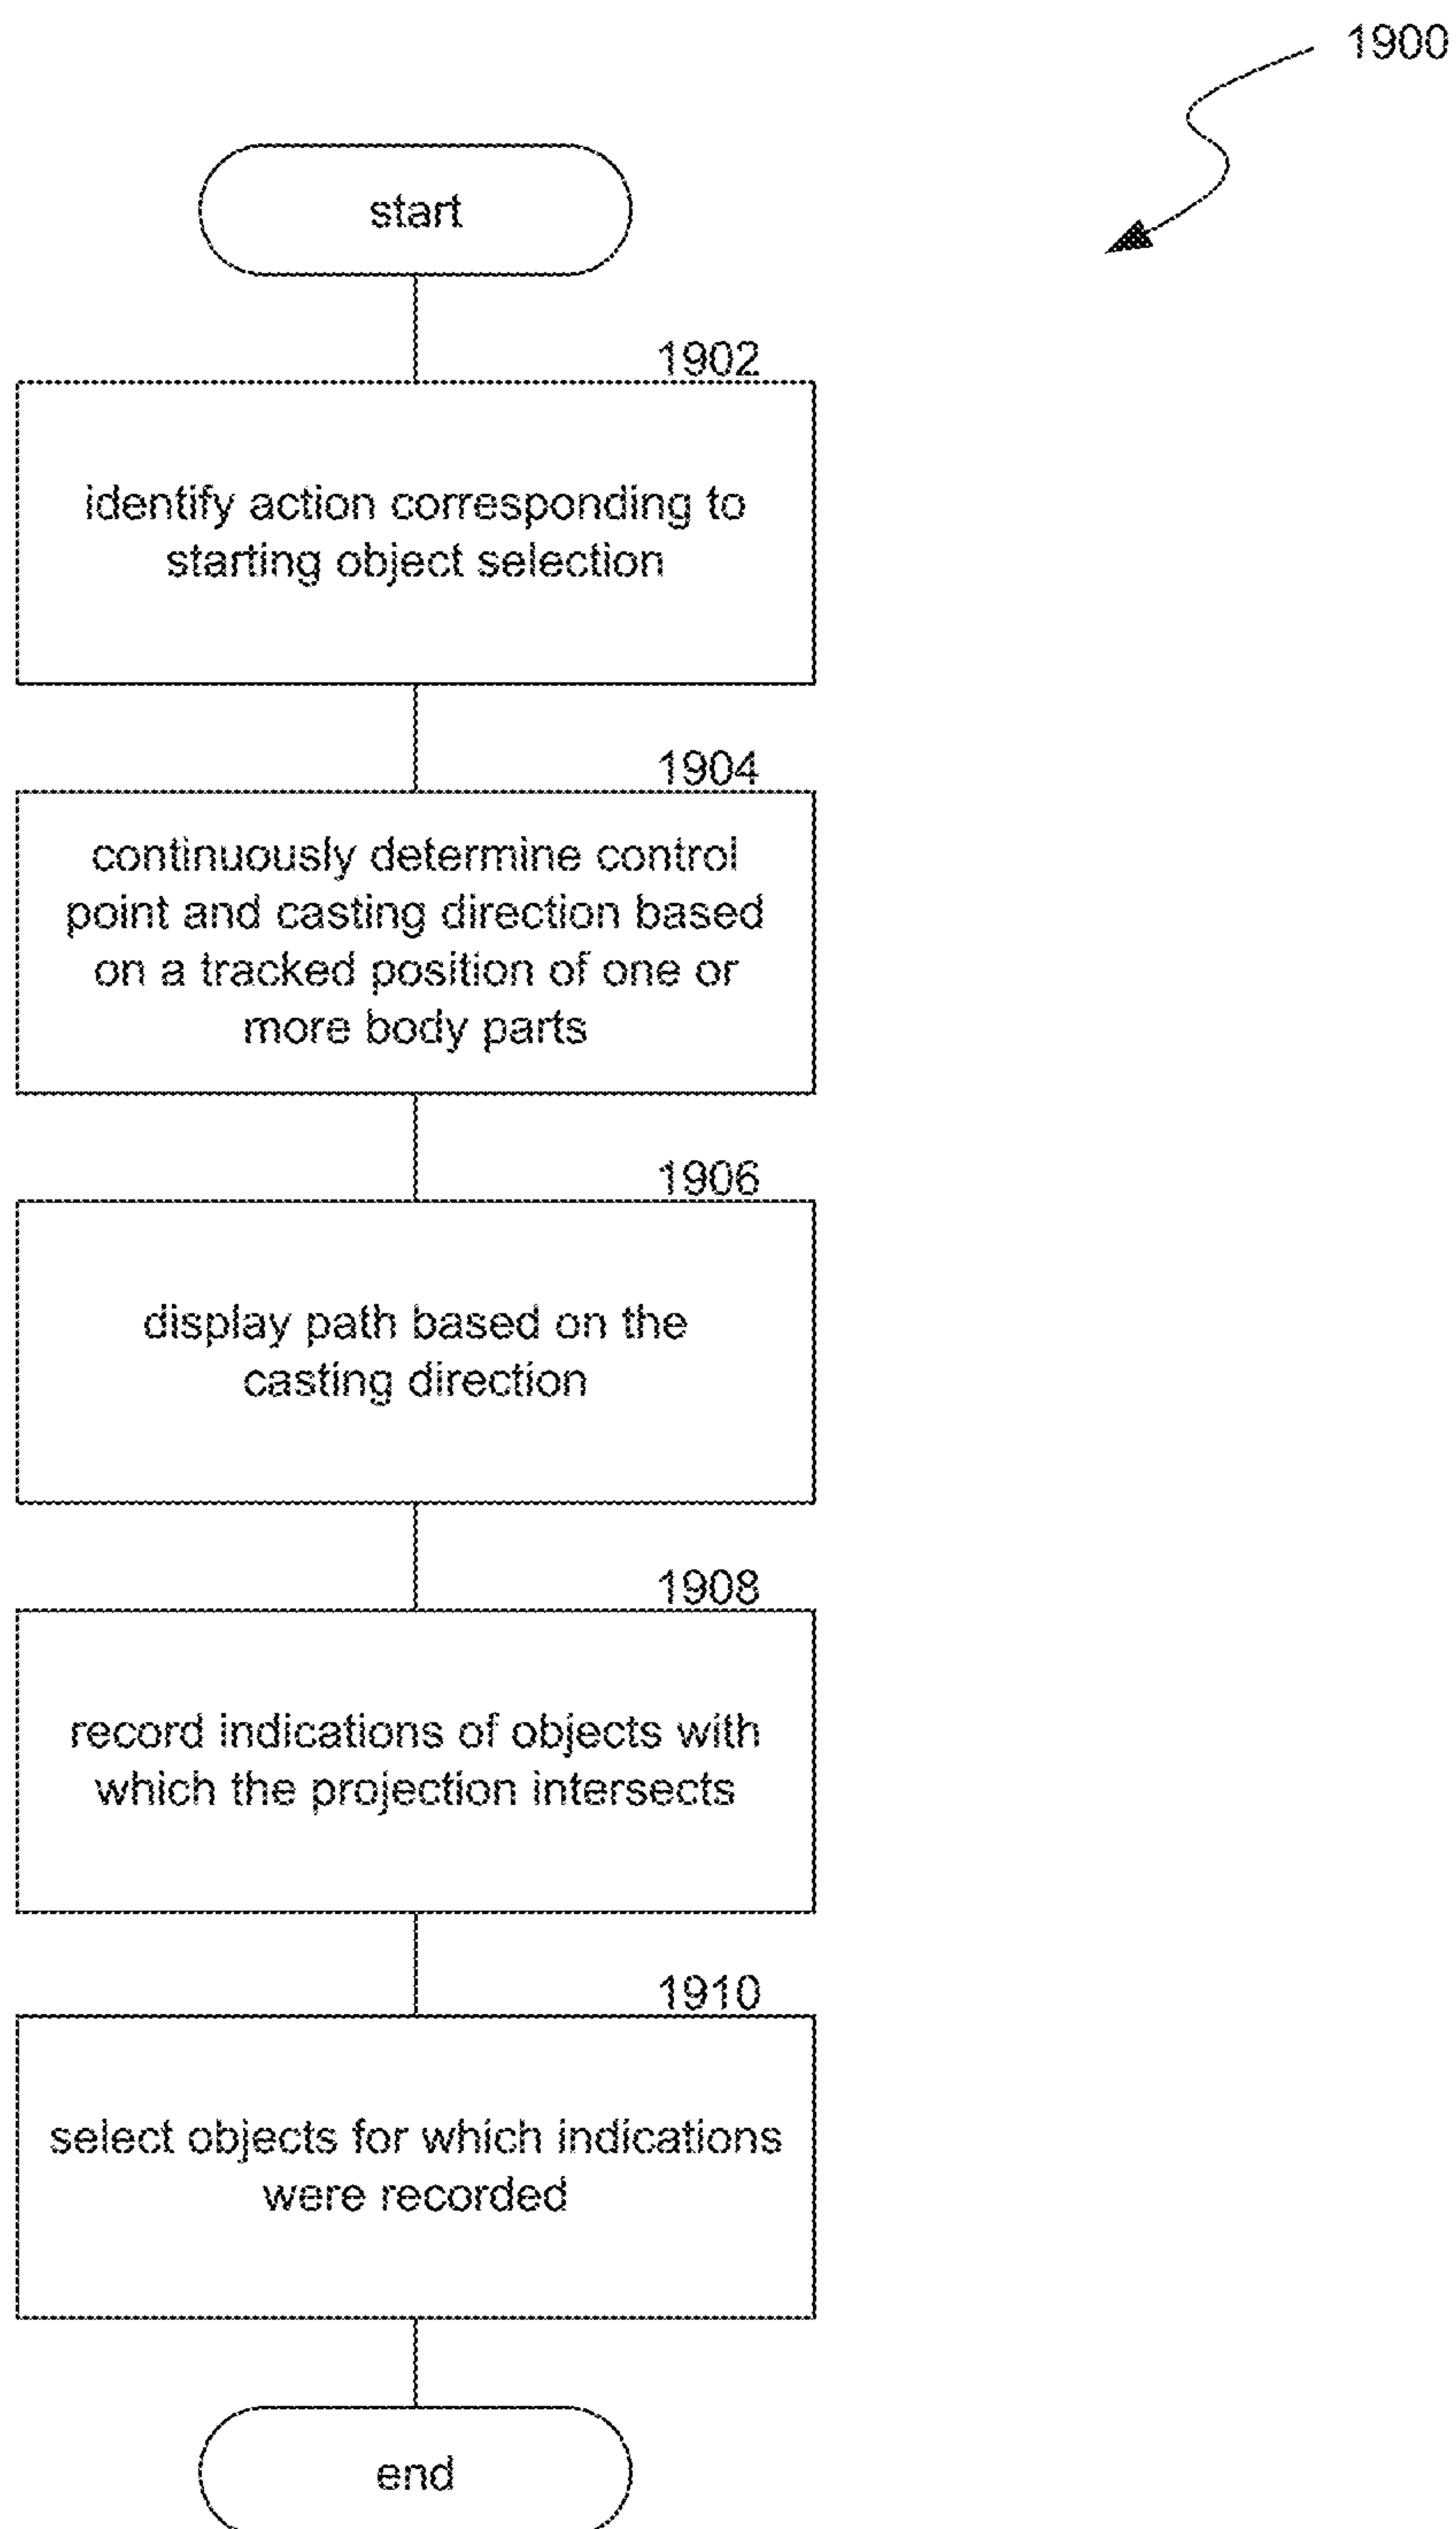 1900
start
1902
identify action corresponding to
starting object selection
1904
continuously determine control
point and casting direction based
on a tracked position of one or
more body parts
1906
display path based on the
casting direction
1908
record indications of objects with
which the projection intersects
1910
select objects for which indications
were recorded
end